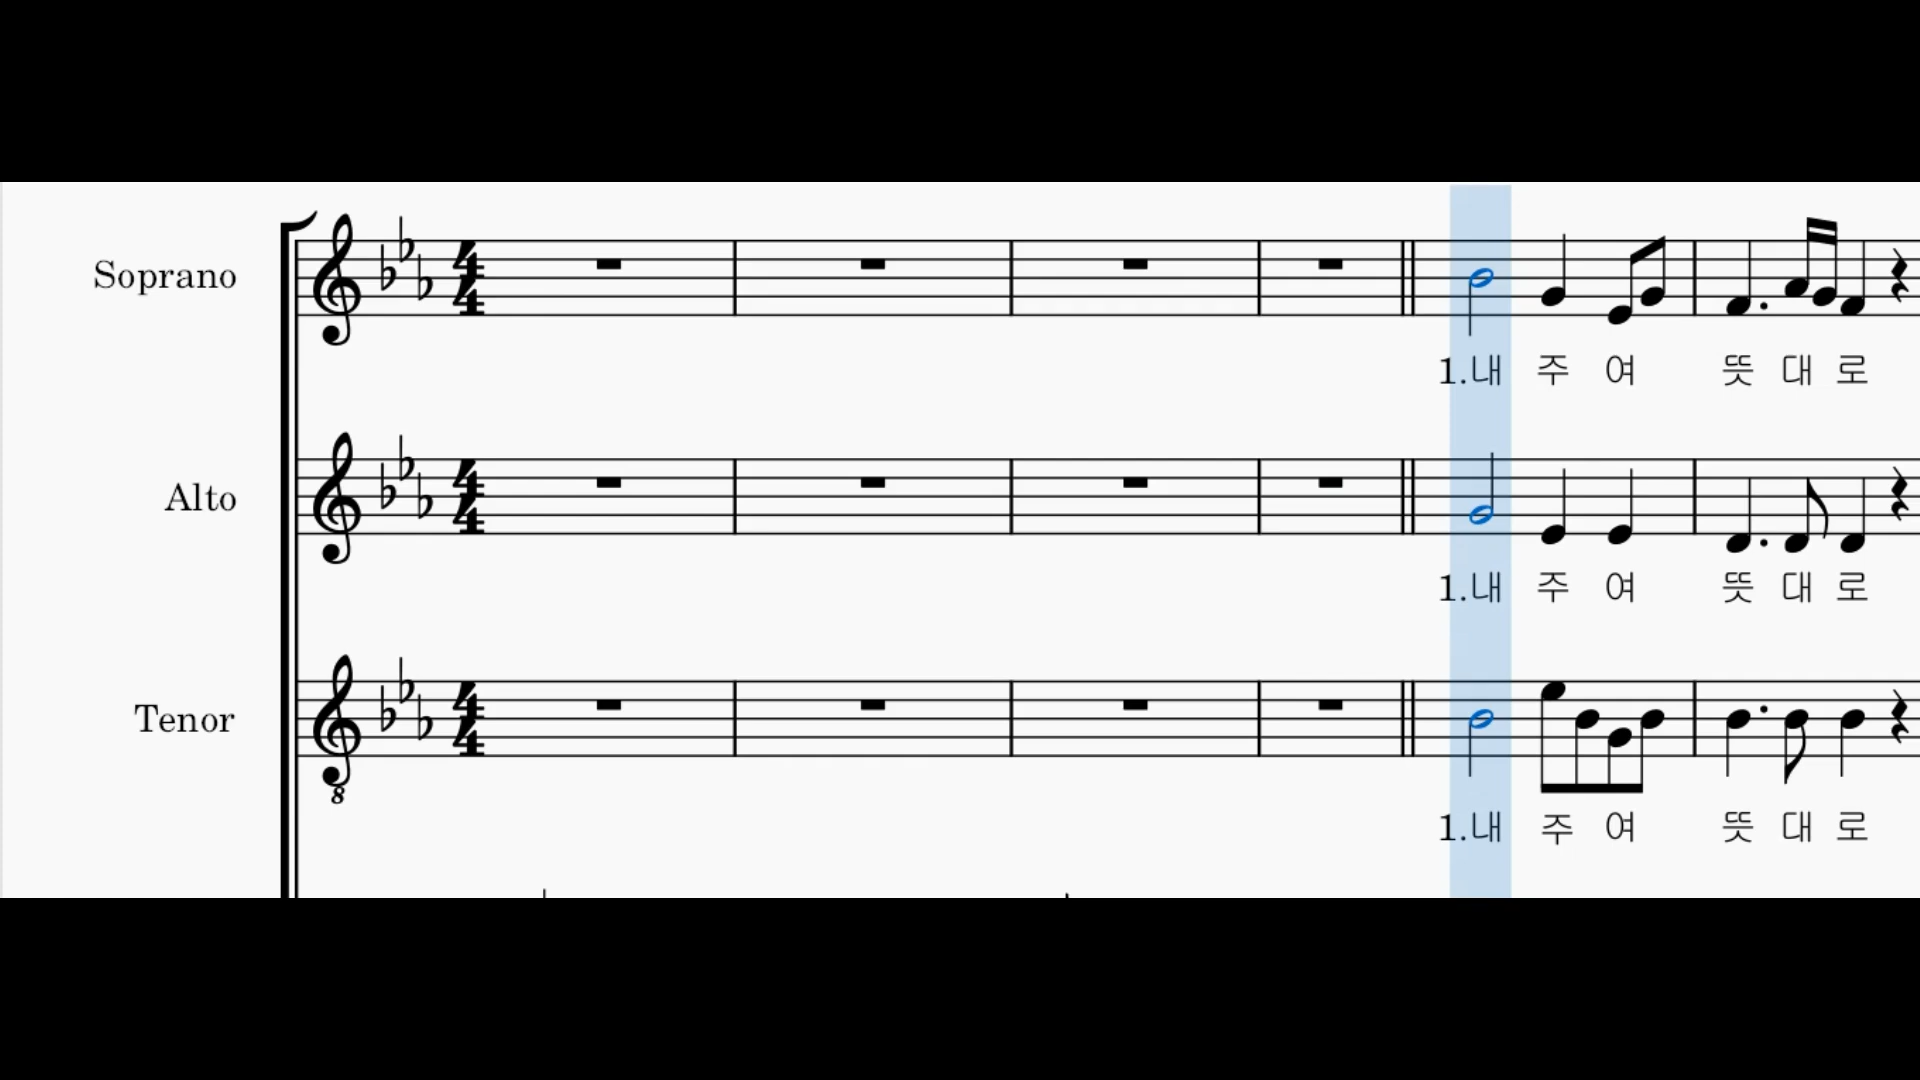 Soprano
1.내 주 여 뜻 대 로
Alto
1.내 주 여 뜻 대 로
Tenor
8
1.내 주 여 뜻 대 로